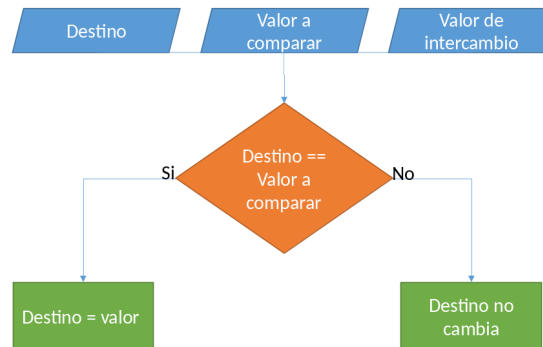 Destino
Valor a
comparar
Valor de
intercambio
Destino ==
Valor a
comparar
Si
No
Destino = valor
Destino no
cambia